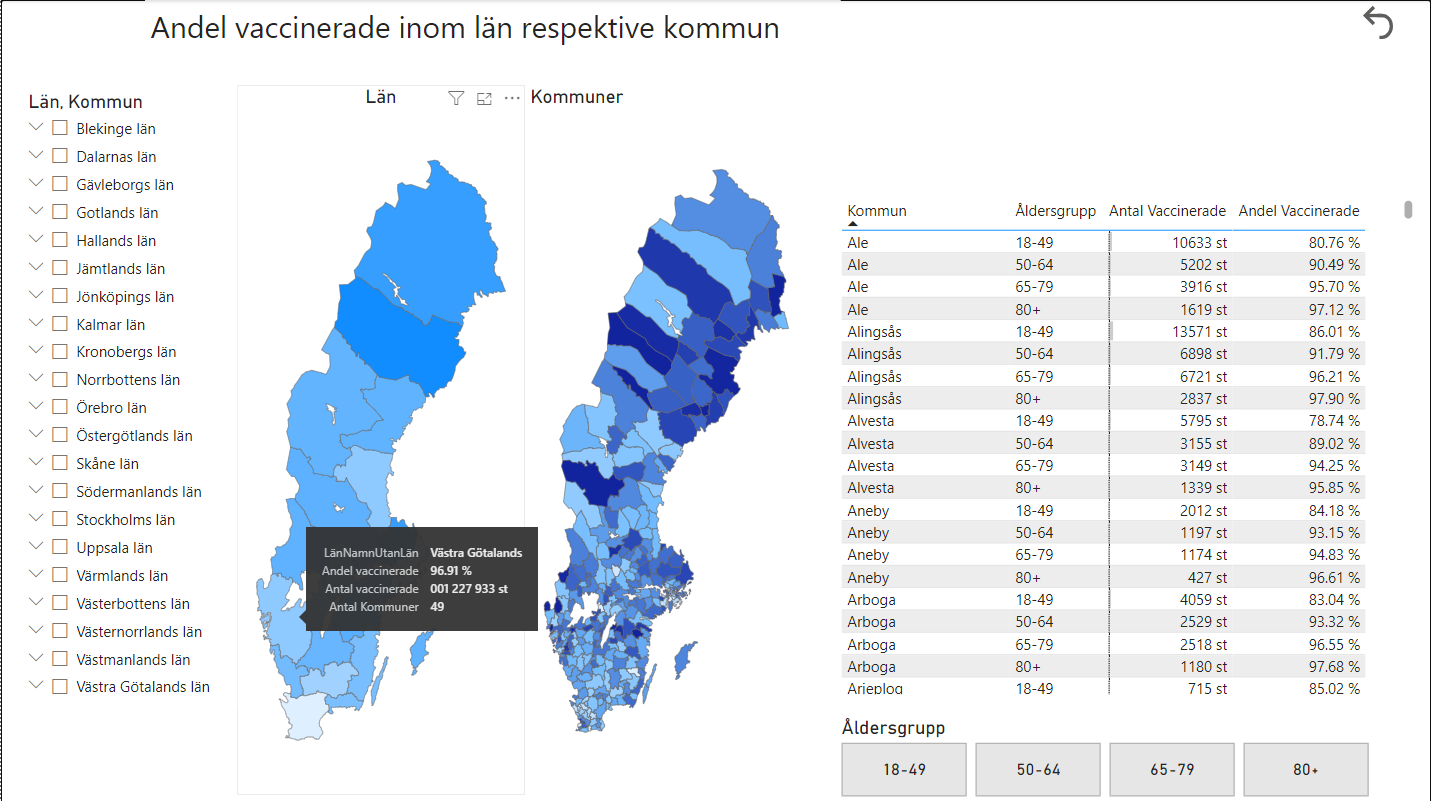 Andel vaccinerade inom län respektive kommun
Län, Kommun
Blekinge län
Dalarnas län
Gävleborgs län
Gotlands län
Hallands län
Jämtlands län
Jönköpings län
Kalmar län
Kronobergs län
Norrbottens län
Örebro län
Östergötlands län
Skåne län
Södermanlands län
Stockholms län
Uppsala län
Värmlands län
Västerbottens län
Västernorrlands län
Västmanlands län
Västra Götalands län
Län
LänNamnUtanLän Västra Götalands
Andel vaccinerade 96.91 %
Antal vaccinerade 001 227 933 st
Antal Kommuner 49
Kommuner
Kommun Åldersgrupp Antal Vaccinerade Andel Vaccinerade
Ale 18-49 10633 st 80.76 %
Ale 50-64 5202 st 90.49 %
Ale 65-79 3916 st 95.70 %
Ale 80+ 1619 st 97.12 %
Alingsås 18-49 13571 st 86.01 %
Alingsås 50-64 6898 st 91.79 %
Alingsås 65-79 6721 st 96.21 %
Alingsås 80+ 2837 st 97.90 %
Alvesta 18-49 5795 st 78.74 %
Alvesta 50-64 3155 st 89.02 %
Alvesta 65-79 3149 st 94.25 %
Alvesta 80+ 1339 st 95.85 %
Aneby 18-49 2012 st 84.18 %
Aneby 50-64 1197 st 93.15 %
Aneby 65-79 1174 st 94.83 %
Aneby 80+ 427 st 96.61 %
Arboga 18-49 4059 st 83.04 %
Arboga 50-64 2529 st 93.32 %
Arboga 65-79 2518 st 96.55 %
Arboga 80+ 1180 st 97.68 %
Arjeplog 18-49 715 st 85.02 %
Åldersgrupp
18-49 50-64 65-79 80+